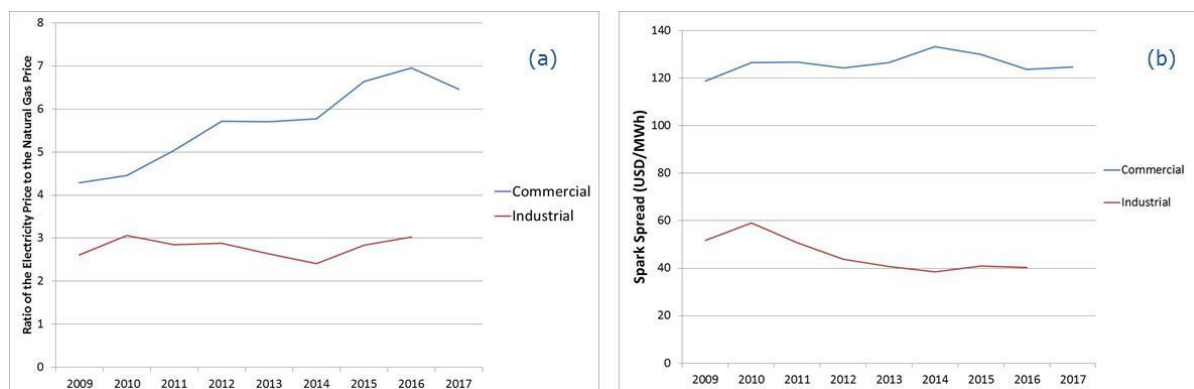 Ratio of the Electricity Price to the Natural Gas Price
8
7
6
5
4
3
2
1
0
2009 2010 2011 2012 2013 2014 2015 2016 2017
(a)
Commercial
Industrial
Spark Spread (USD/MWh)
140
120
100
80
60
40
20
0
2009 2010 2011 2012 2013 2014 2015 2016 2017
(b)
Commercial
Industrial